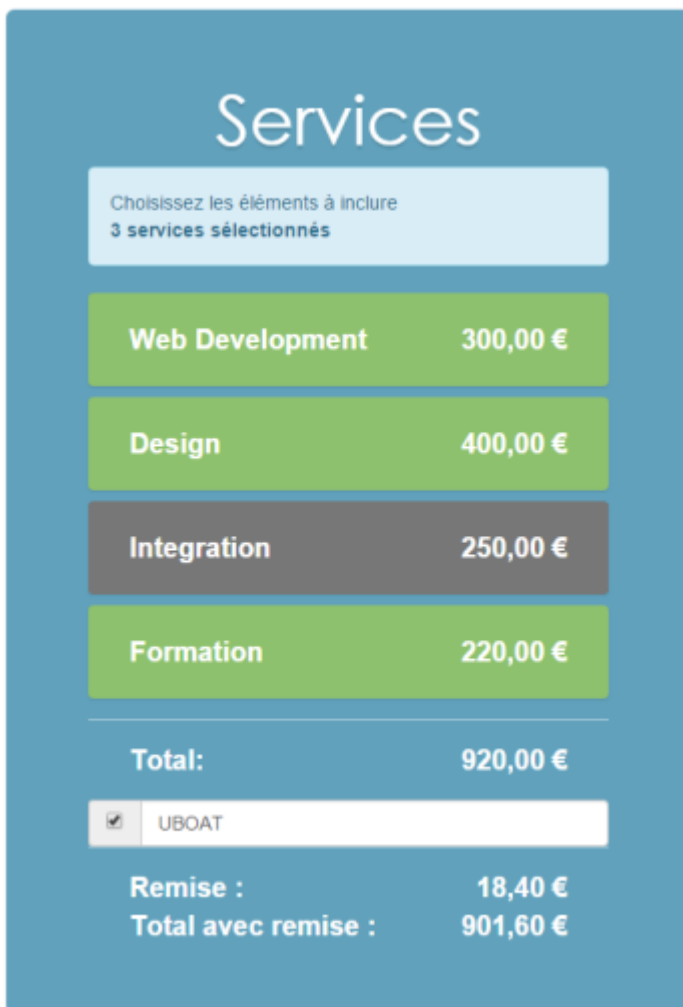 Services
Choisissez les éléments à inclure
3 services sélectionnés
Web Development 300,00 €
Design 400,00 €
Integration 250,00 €
Formation 220,00 €
Total: 920,00 €
UBOAT
Remise : 18,40 €
Total avec remise : 901,60 €